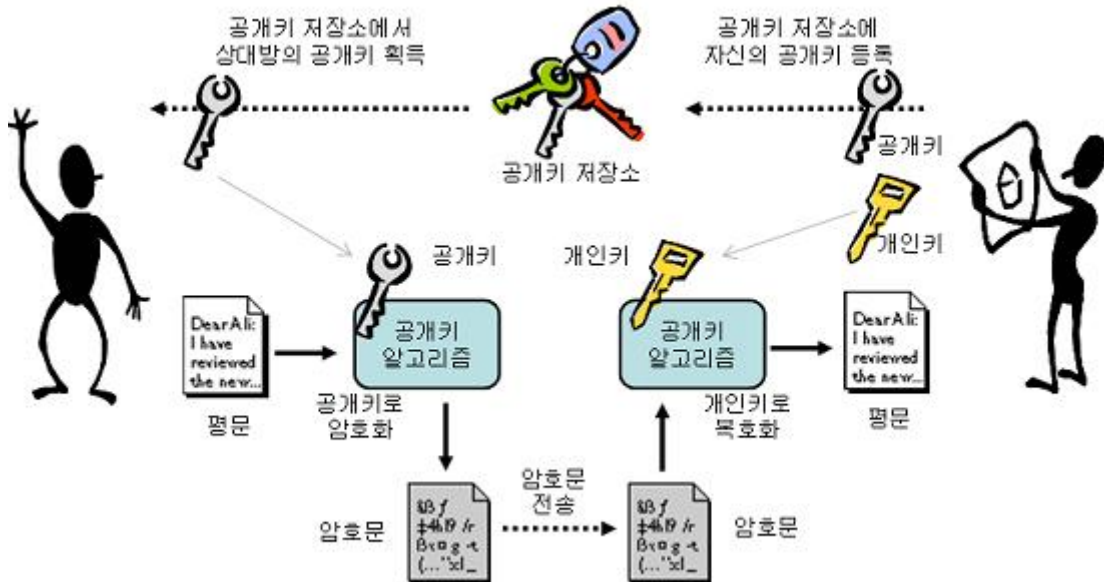 공개키 저장소에서
상대방의 공개키 획득
공개키 저장소에
자신의 공개키 등록
공개키 저장소
공개키
개인키
공개키
개인키
Dear Ali:
I have
reviewed
the new...
평문
공개키
알고리즘
공개키로
암호화
공개키
알고리즘
개인키로
복호화
Dear Ali:
I have
reviewed
the new...
평문
암호문
암호문
전송
암호문